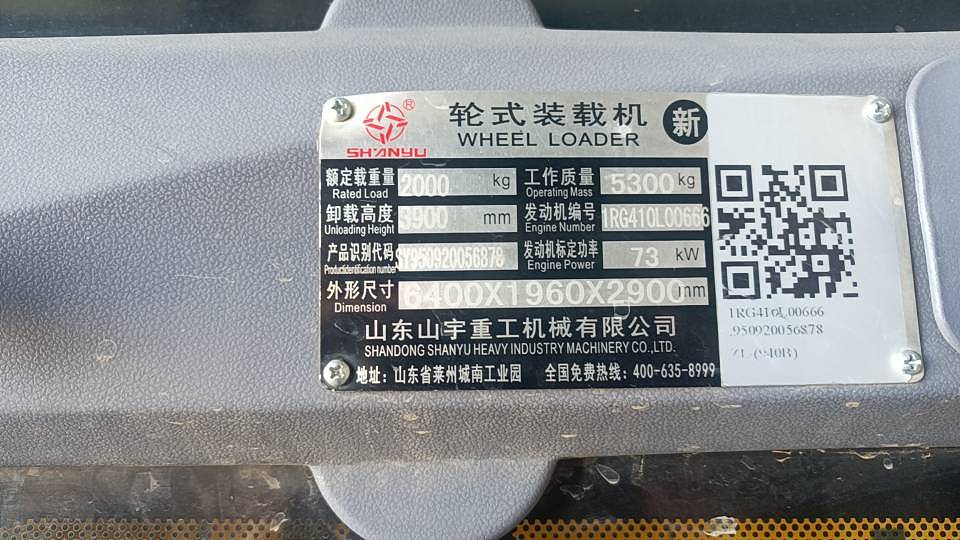 SHANYU ®
轮式装载机 新
WHEEL LOADER
额定载重量 2000 kg 工作质量 5300 kg
Rated Load Operating Mass
卸载高度 3900 mm 发动机编号 1RG410L00666
Unloading Height Engine Number
产品识别代码 SY950920056878 发动机标定功率 73 kW
Productidentification number Engine Power
外形尺寸 6400X1960X2900 mm
Dimension
山东山宇重工机械有限公司
SHANDONG SHANYU HEAVY INDUSTRY MACHINERY CO.,LTD.
地址：山东省莱州城南工业园 全国免费热线：400-635-8999
1RG410L00666
.950920056878